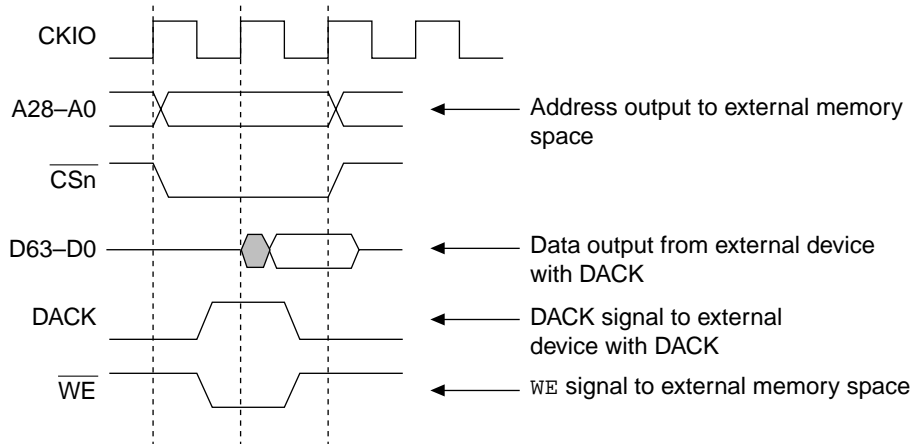 CKIO
A28–A0
Address output to external memory
space
CSn
D63–D0
Data output from external device
with DACK
DACK
DACK signal to external
device with DACK
WE
WE signal to external memory space